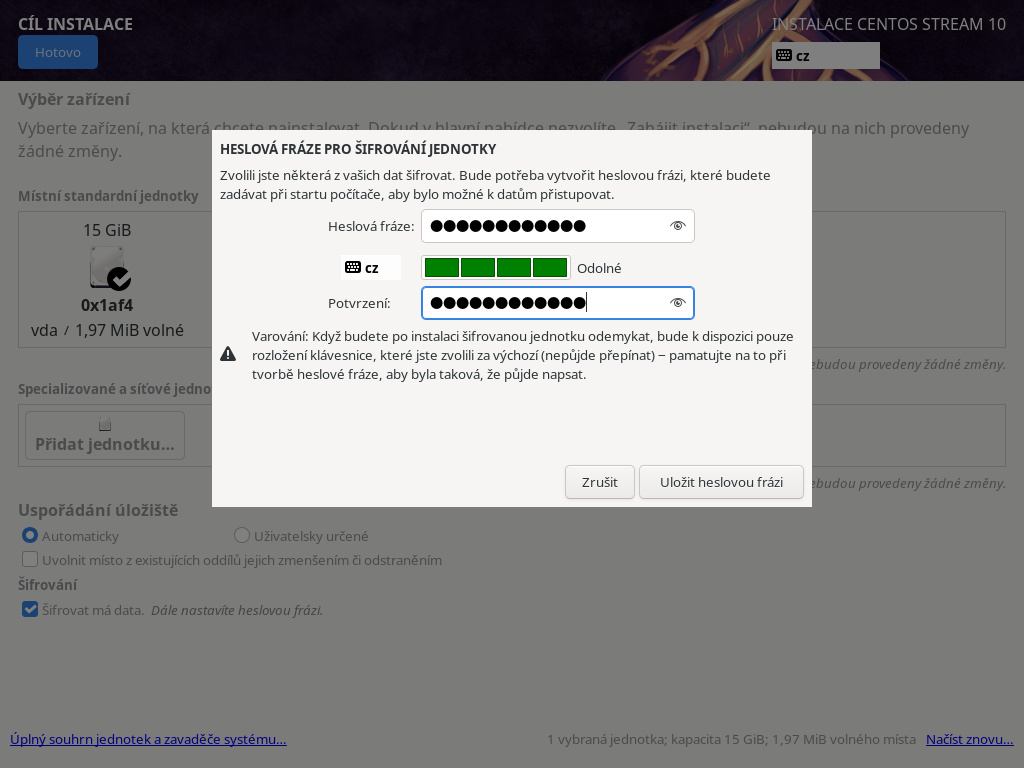 CÍL INSTALACE
INSTALACE CENTOS STREAM 10
Hotovo
cz
Výběr zařízení
Vyberte zařízení, na která chcete nainstalovat. Dokud v hlavní nabídce nezvolíte „Zahájit instalaci“, nebudou na nich provedeny
žádné změny.
HESLOVÁ FRÁZE PRO ŠIFROVÁNÍ JEDNOTKY
Zvolili jste některá z vašich dat šifrovat. Bude potřeba vytvořit heslovou frázi, které budete
zadávat při startu počítače, aby bylo možné k datům přistupovat.
Heslová fráze: ●●●●●●●●●●●●
cz
Odolné
Potvrzení: ●●●●●●●●●●●●
Varování: Když budete po instalaci šifrovanou jednotku odemykat, bude k dispozici pouze
rozložení klávesnice, které jste zvolili za výchozí (nepůjde přepínat) – pamatujte na to při
tvorbě heslové fráze, aby byla taková, že půjde napsat.
Zrušit
Uložit heslovou frázi
Místní standardní jednotky
15 GiB
0x1af4
vda / 1,97 MiB volné
ebudou provedeny žádné změny.
Specializované a síťové jedno
Přidat jednotku…
ebudou provedeny žádné změny.
Uspořádání úložiště
Automaticky
Uživatelsky určené
Uvolnit místo z existujících oddílů jejich zmenšením či odstraněním
Šifrování
Šifrovat má data. Dále nastavíte heslovou frázi.
Úplný souhrn jednotek a zavaděče systému…
1 vybraná jednotka; kapacita 15 GiB; 1,97 MiB volného místa
Načíst znovu…